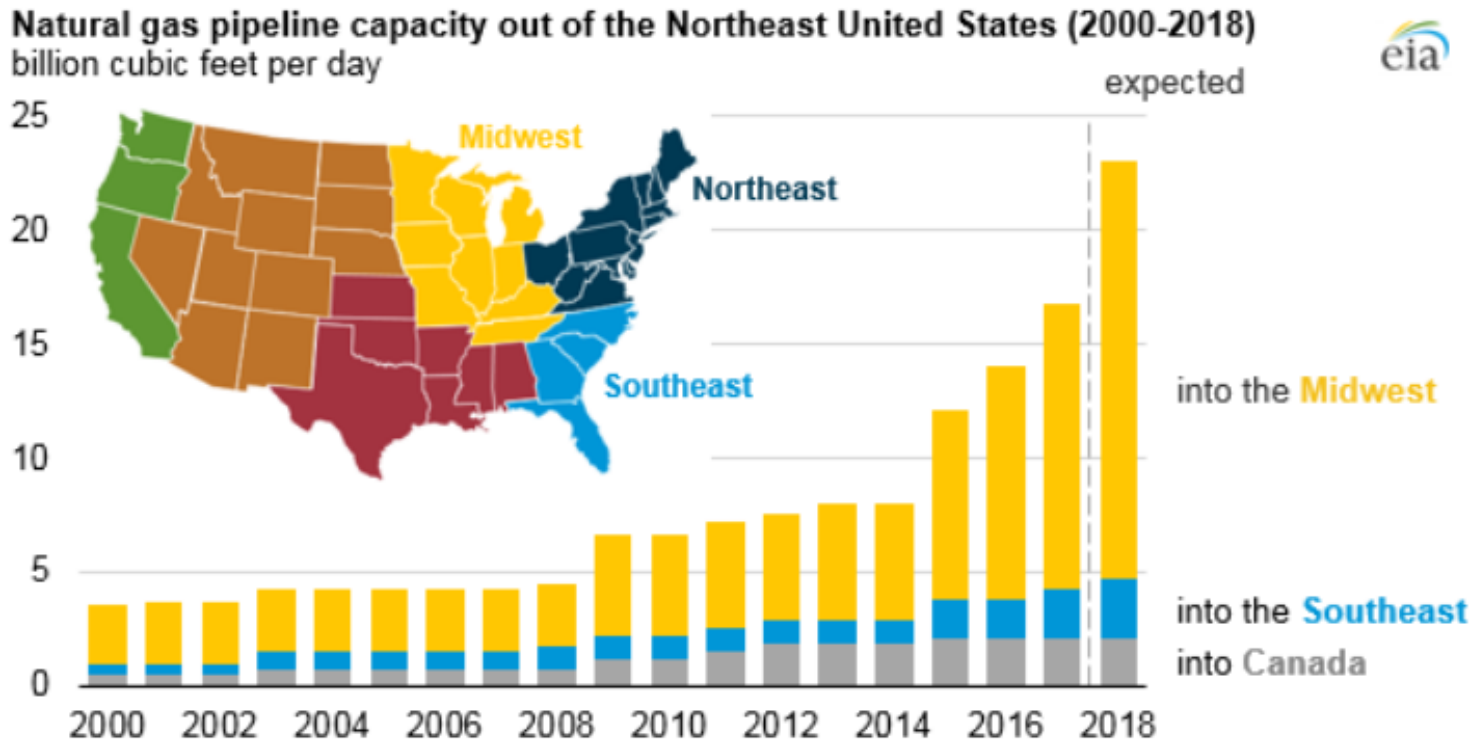 Natural gas pipeline capacity out of the Northeast United States (2000-2018)
billion cubic feet per day
eia
expected
25
20
15
10
5
0
Midwest
Northeast
Southeast
into the Midwest
into the Southeast
into Canada
2000 2002 2004 2006 2008 2010 2012 2014 2016 2018